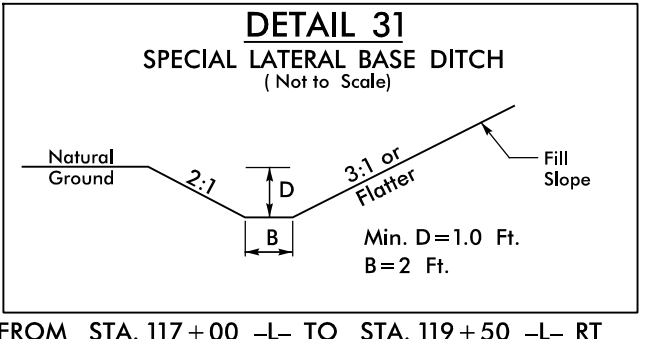 DETAIL 31
SPECIAL LATERAL BASE DITCH
( Not to Scale)
Natural
Ground
2:1
D
B
3:1 or
Flatter
Fill
Slope
Min. D=1.0 Ft.
B=2 Ft.
FROM STA. 117+00 -L- TO STA. 119+50 -L- RT